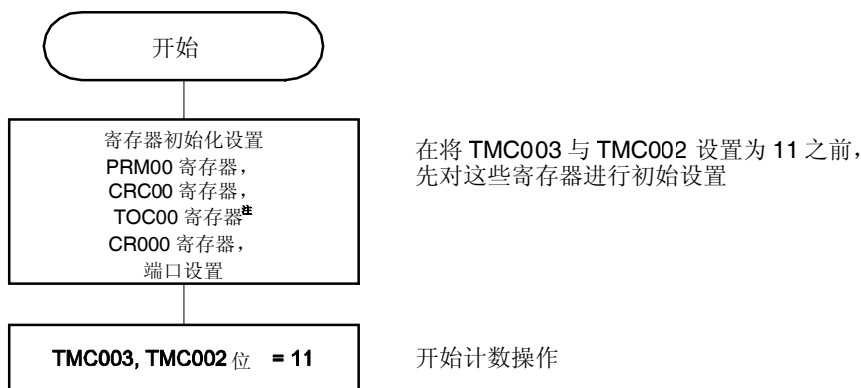 开始
寄存器初始化设置
PRM00 寄存器，
CRC00 寄存器，
TOC00 寄存器注
CR000 寄存器，
端口设置
在将 TMC003 与 TMC002 设置为 11 之前，
先对这些寄存器进行初始设置
TMC003, TMC002 位 = 11
开始计数操作